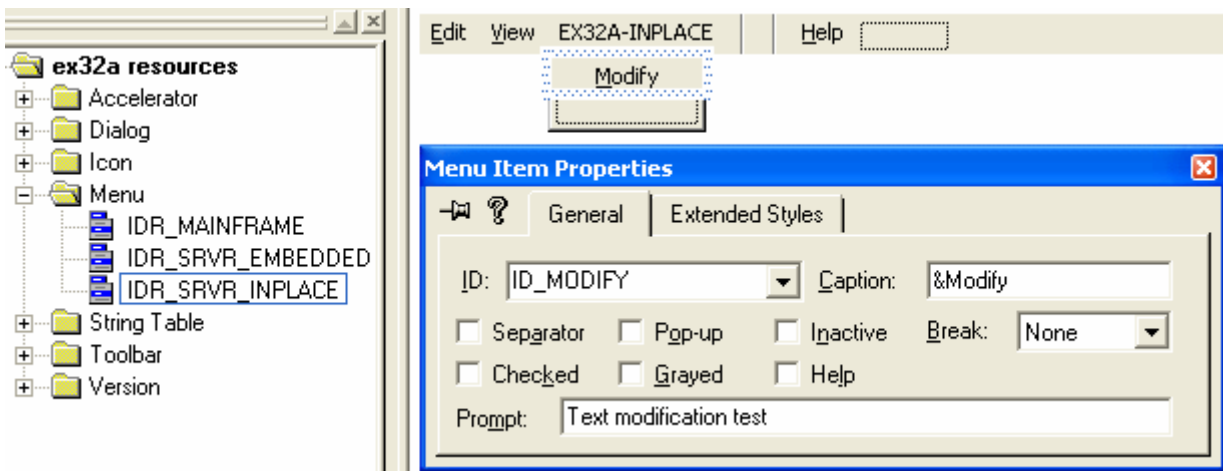 ex32a resources
Accelerator
Dialog
Icon
Menu
IDR_MAINFRAME
IDR_SRVR_EMBEDDED
IDR_SRVR_INPLACE
String Table
Toolbar
Version
Edit View EX32A-INPLACE Help
Modify
Menu Item Properties
General Extended Styles
ID: ID_MODIFY Caption: &Modify
Separator Pop-up Inactive Break: None
Checked Grayed Help
Prompt: Text modification test